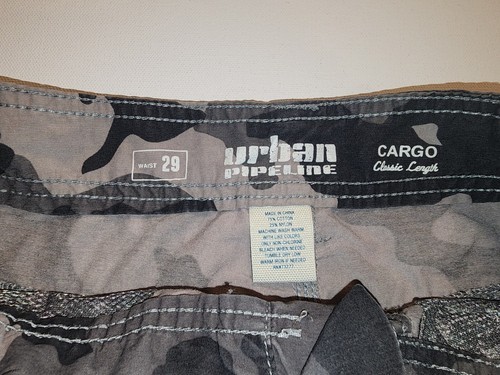 WAIST 29
urban
PIPELINE
CARGO
Classic Length
MADE IN CHINA
75% COTTON
25% NYLON
MACHINE WASH WARM
WITH LIKE COLORS
ONLY NON-CHLORINE
BLEACH WHEN NEEDED
TUMBLE DRY LOW
WARM IRON IF NEEDED